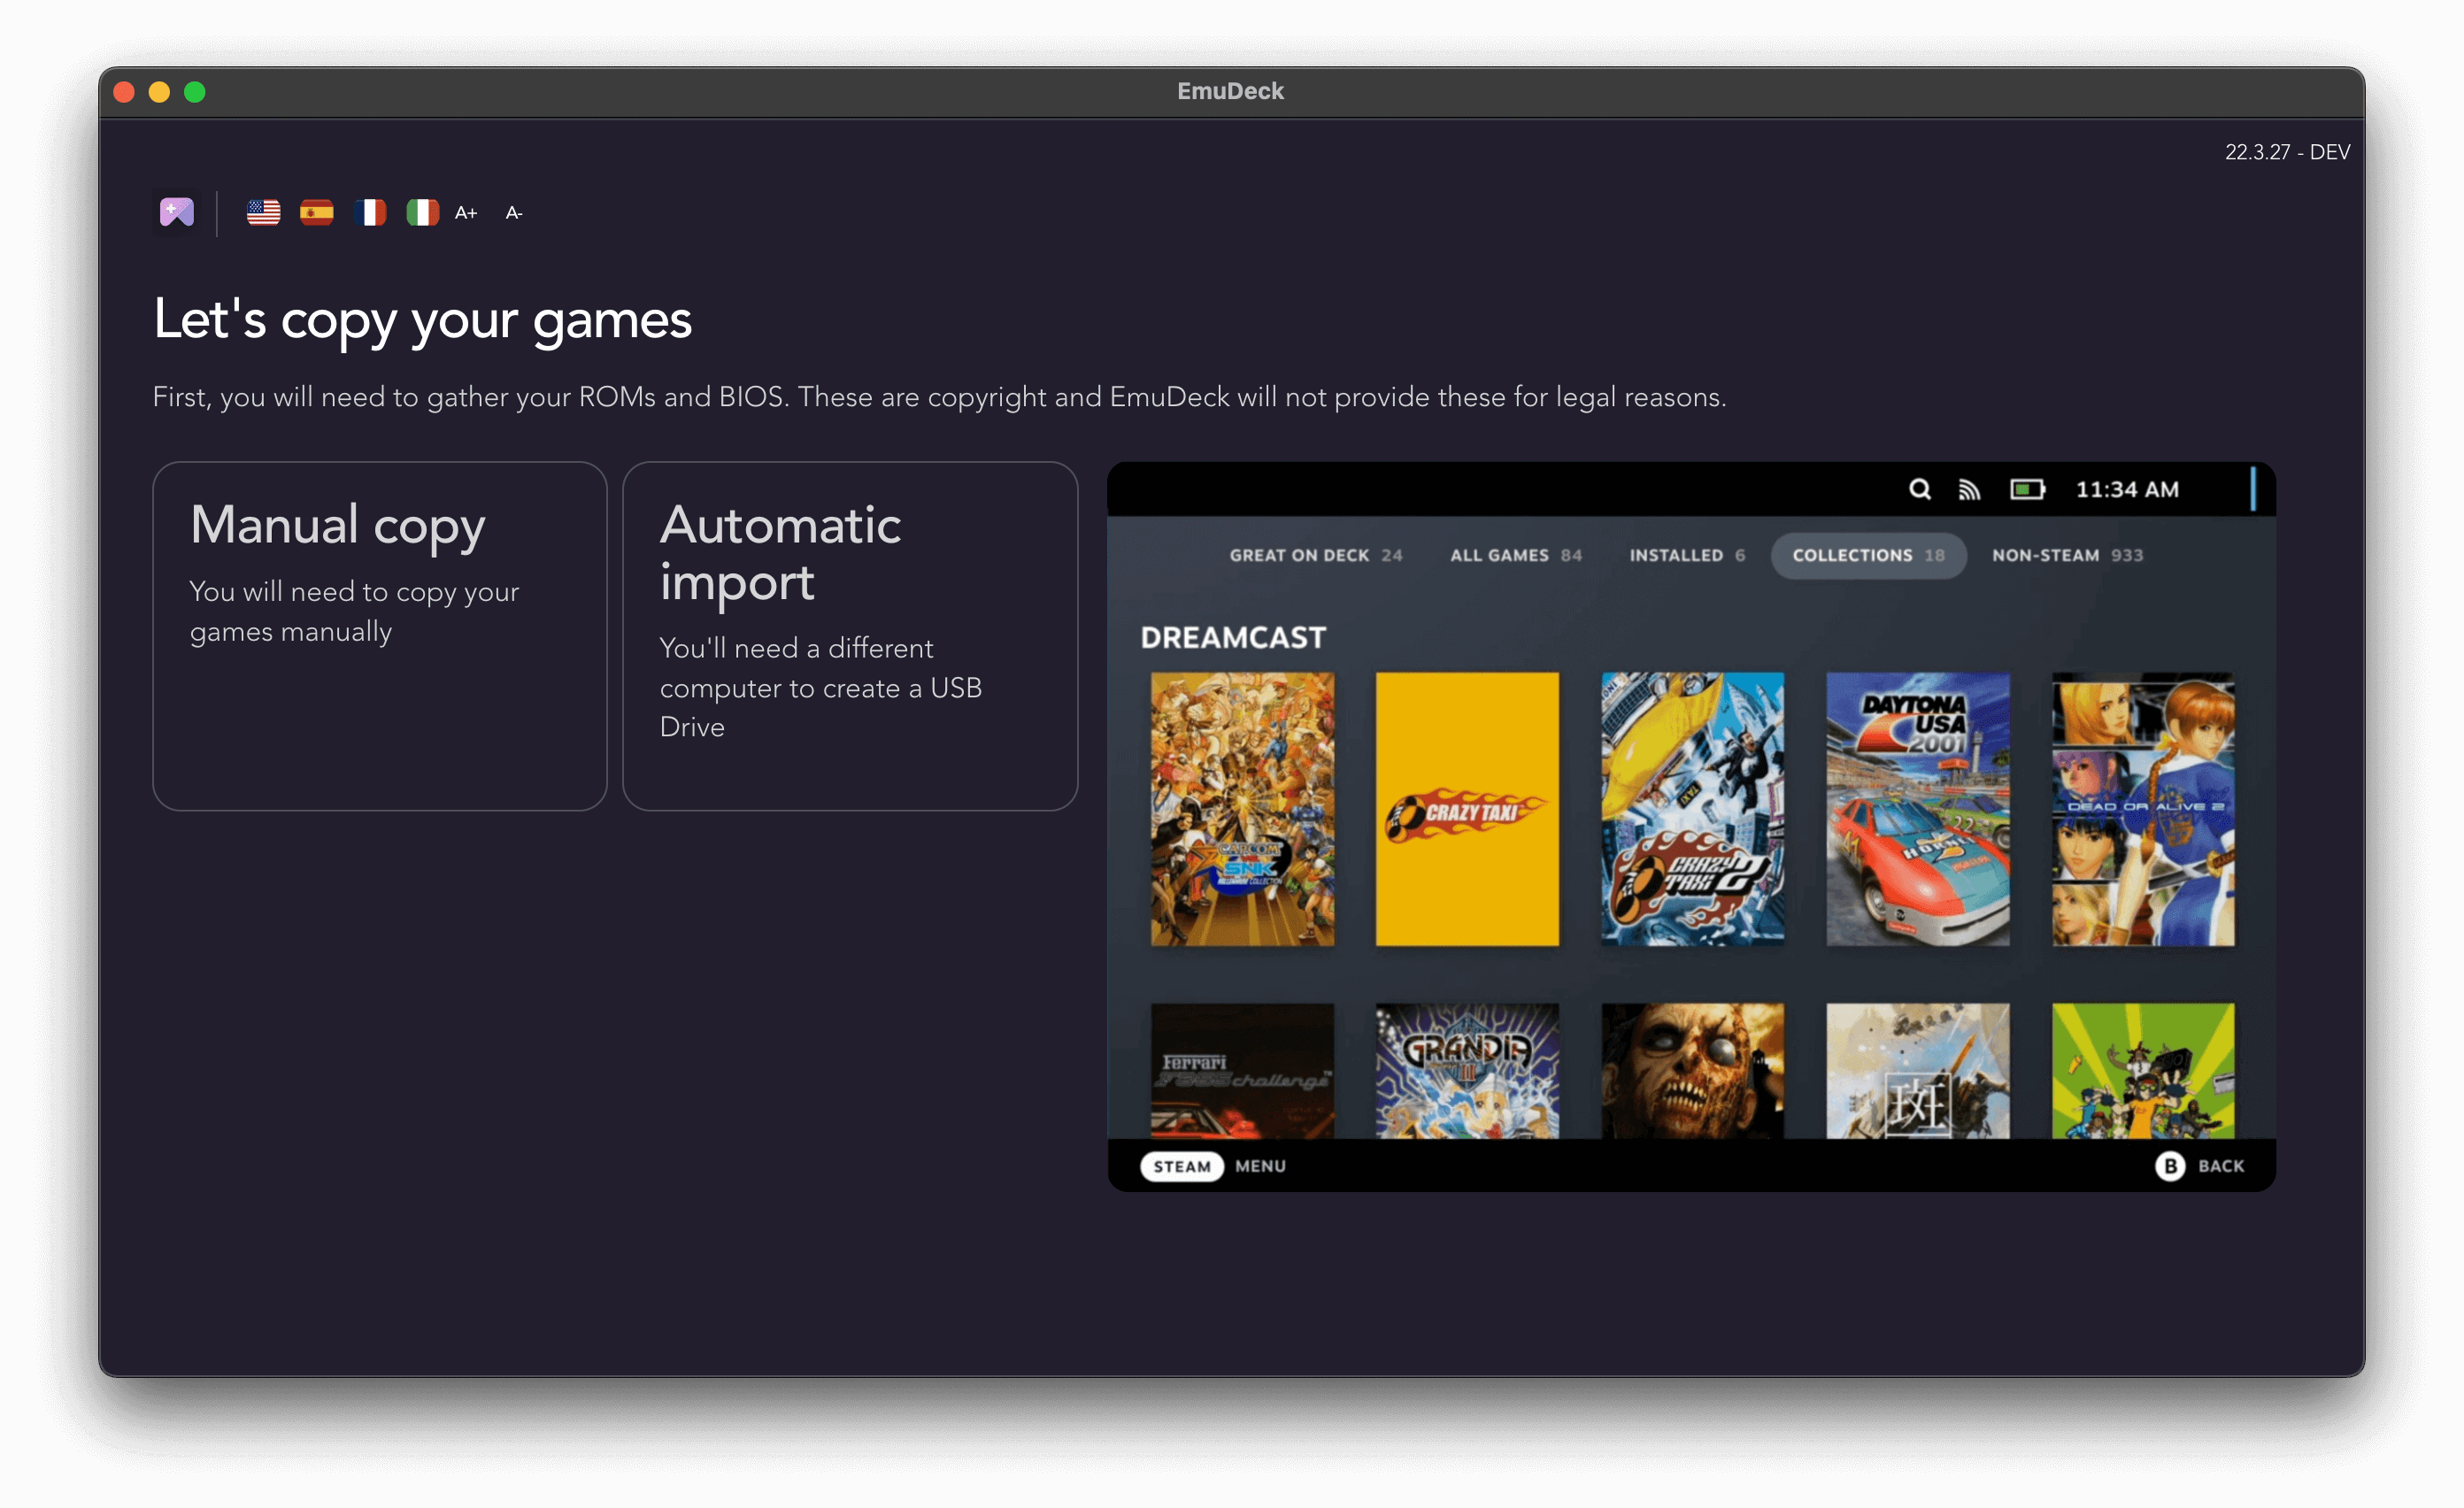 EmuDeck
22.3.27 - DEV
A+ A-
Let's copy your games
First, you will need to gather your ROMs and BIOS. These are copyright and EmuDeck will not provide these for legal reasons.
Manual copy
You will need to copy your
games manually
Automatic
import
You'll need a different
computer to create a USB
Drive
11:34 AM
GREAT ON DECK 24 ALL GAMES 84 INSTALLED 6 COLLECTIONS 18 NON-STEAM 933
DREAMCAST
CAPCOM
SNK
CRAZY TAXI
TAXI
CRAZY
TAXI 2
DAYTONA
USA
2001
HORNET
DEAD OR ALIVE 2
Ferrari
F355 challenge
GRANDIA
II
斑
STEAM MENU
B BACK